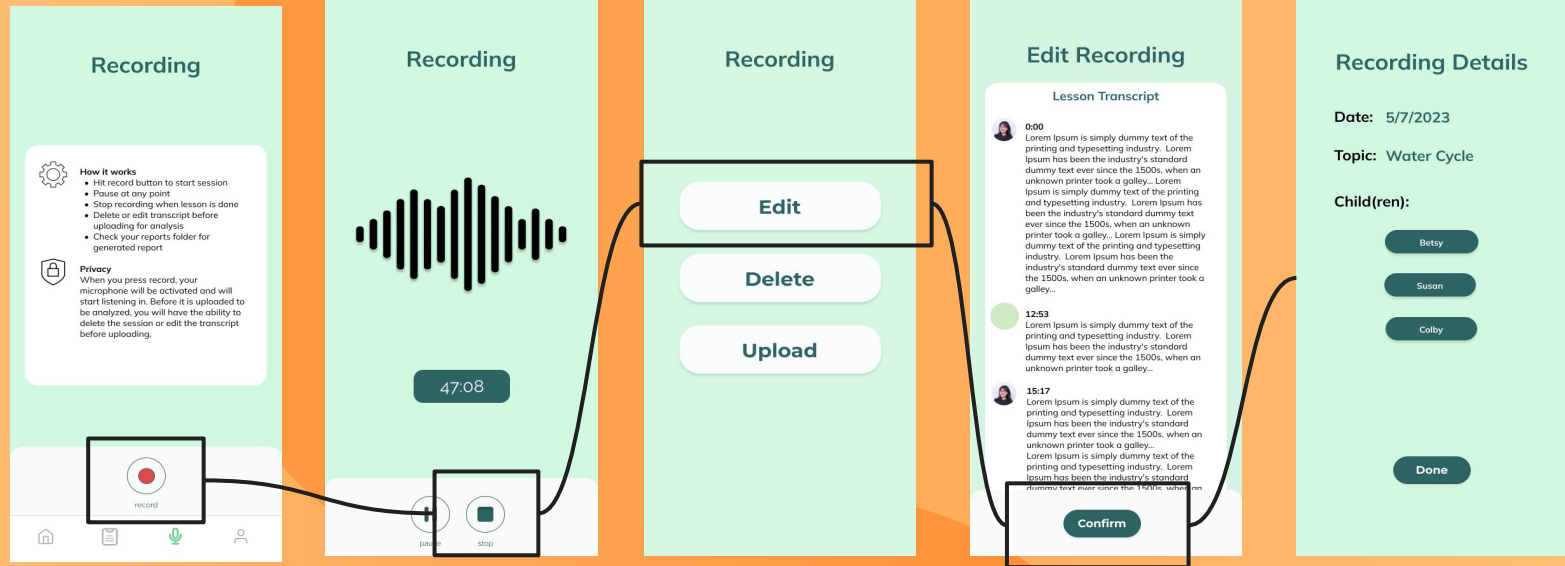 Recording
How it works
• Hit record button to start session
• Pause at any point
• Stop recording when lesson is done
• Delete or edit transcript before
uploading for analysis
• Check your reports folder for
generated report
Privacy
When you press record, your
microphone will be activated and will
start listening in. Before it is uploaded to
be analyzed, you will have the ability to
delete the session or edit the transcript
before uploading.
record
Recording
47:08
pause
stop
Recording
Edit
Delete
Upload
Edit Recording
Lesson Transcript
0:00
Lorem Ipsum is simply dummy text of the
printing and typesetting industry. Lorem
Ipsum has been the industry's standard
dummy text ever since the 1500s, when an
unknown printer took a galley... Lorem
Ipsum is simply dummy text of the printing
and typesetting industry. Lorem Ipsum has
been the industry's standard dummy text
ever since the 1500s, when an unknown
printer took a galley... Lorem Ipsum is simply
dummy text of the printing and typesetting
industry. Lorem Ipsum has been the
industry's standard dummy text ever since
the 1500s, when an unknown printer took a
galley...
12:53
Lorem Ipsum is simply dummy text of the
printing and typesetting industry. Lorem
Ipsum has been the industry's standard
dummy text ever since the 1500s, when an
unknown printer took a galley...
15:17
Lorem Ipsum is simply dummy text of the
printing and typesetting industry. Lorem
Ipsum has been the industry's standard
dummy text ever since the 1500s, when an
unknown printer took a galley... Lorem
Ipsum is simply dummy text of the
printing and typesetting industry. Lorem
Ipsum has been the industry's standard
dummy text ever since the 1500s, when an
Confirm
Recording Details
Date: 5/7/2023
Topic: Water Cycle
Child(ren):
Betsy
Susan
Colby
Done